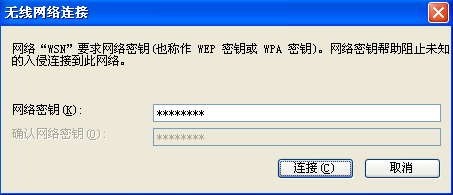 无线网络连接
网络“WSN”要求网络密钥(也称作 WEP 密钥或 WPA 密钥)。网络密钥帮助阻止未知
的入侵连接到此网络。
网络密钥(K): ********
确认网络密钥(O): ********
连接(C) 取消